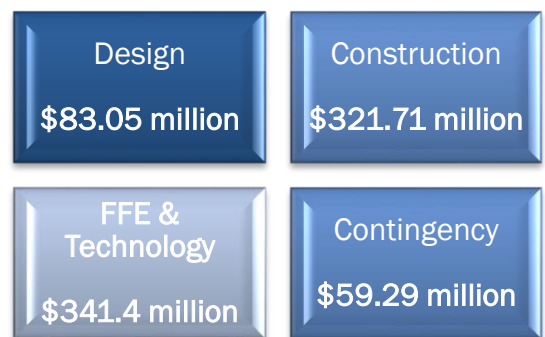 Design
$83.05 million
Construction
$321.71 million
FFE &
Technology
$341.4 million
Contingency
$59.29 million